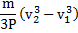 m/3P (v₂³ − v₁³)